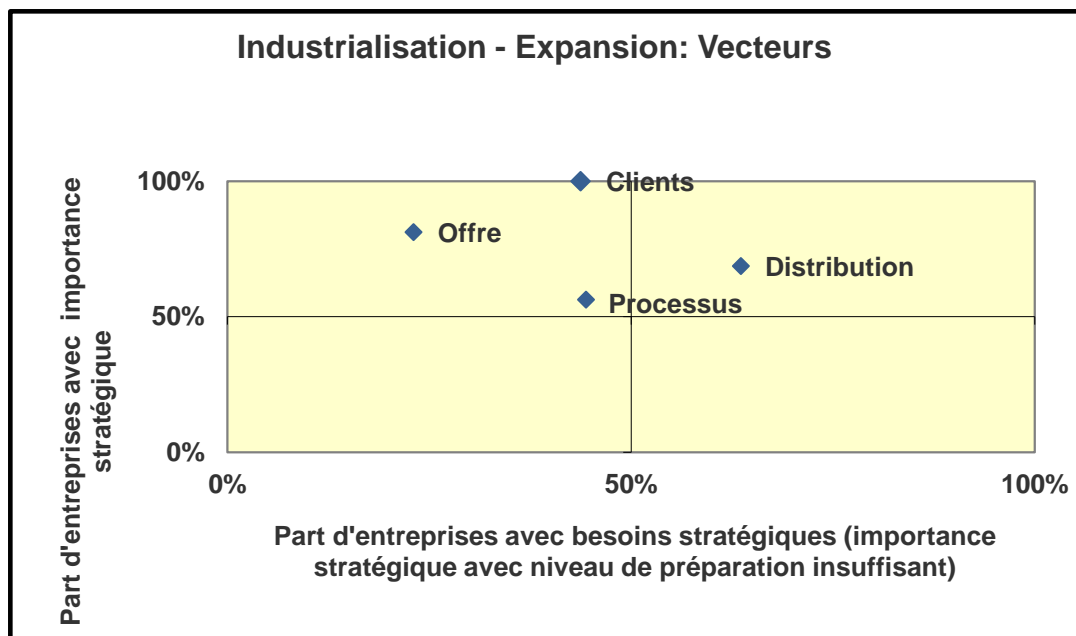 Industrialisation - Expansion: Vecteurs
Part d'entreprises avec  importance
stratégique
100%
50%
0%
Clients
Offre
Distribution
Processus
0%
50%
100%
Part d'entreprises avec besoins stratégiques (importance
stratégique avec niveau de préparation insuffisant)